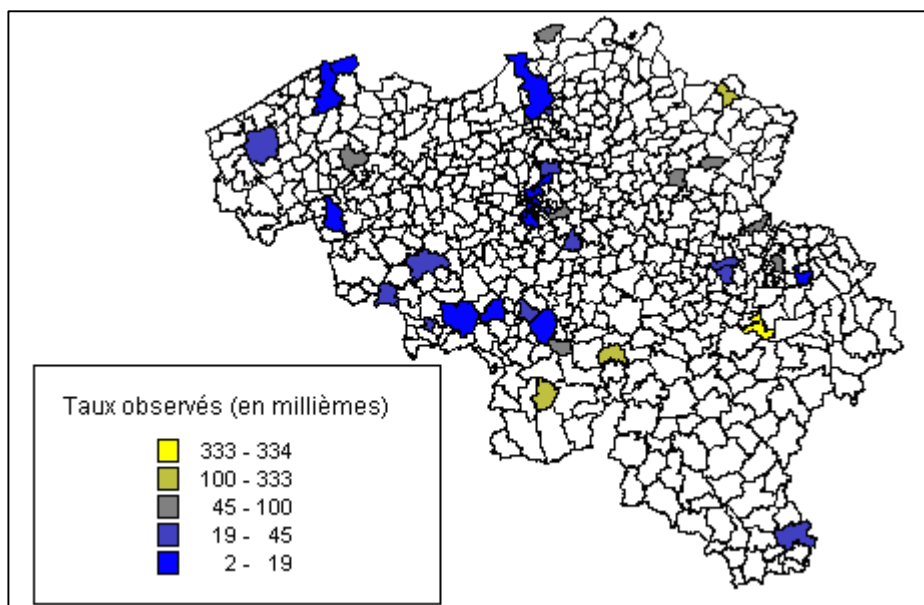 Taux observés (en millièmes)
333 - 334
100 - 333
45 - 100
19 - 45
2 - 19